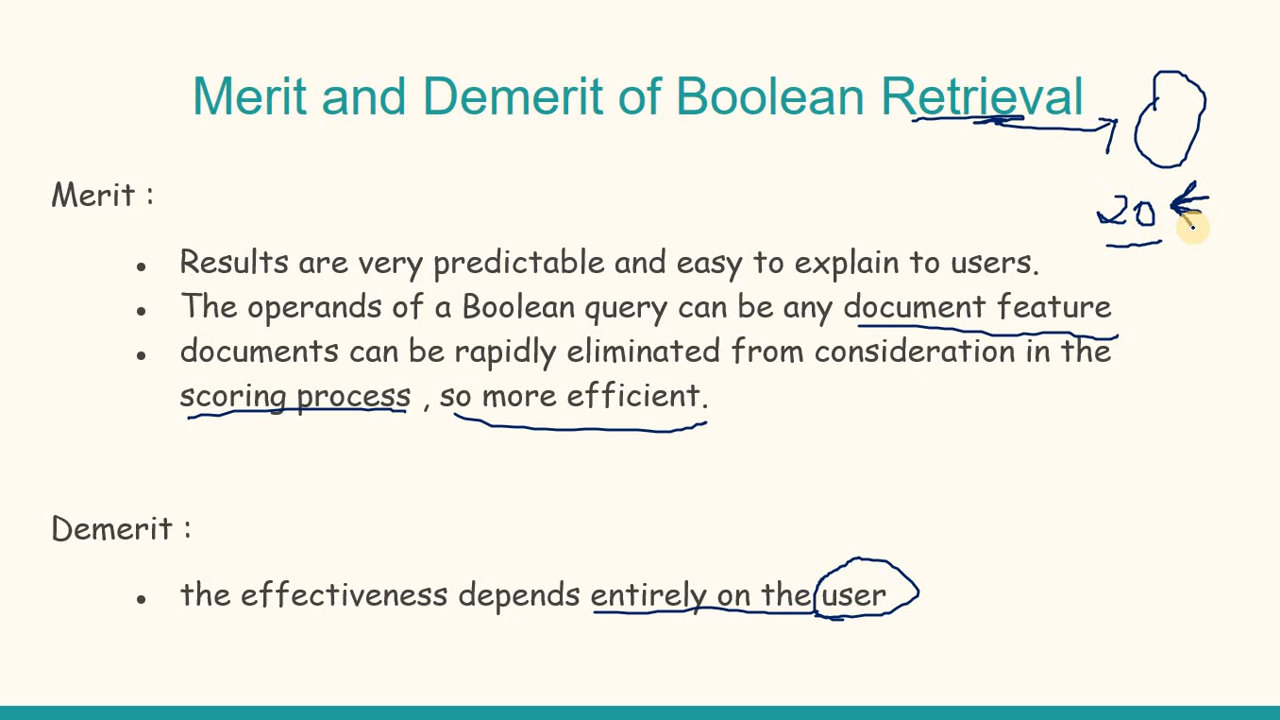 Merit and Demerit of Boolean Retrieval
Merit :
20
• Results are very predictable and easy to explain to users.
• The operands of a Boolean query can be any document feature
• documents can be rapidly eliminated from consideration in the
scoring process , so more efficient.
Demerit :
• the effectiveness depends entirely on the user